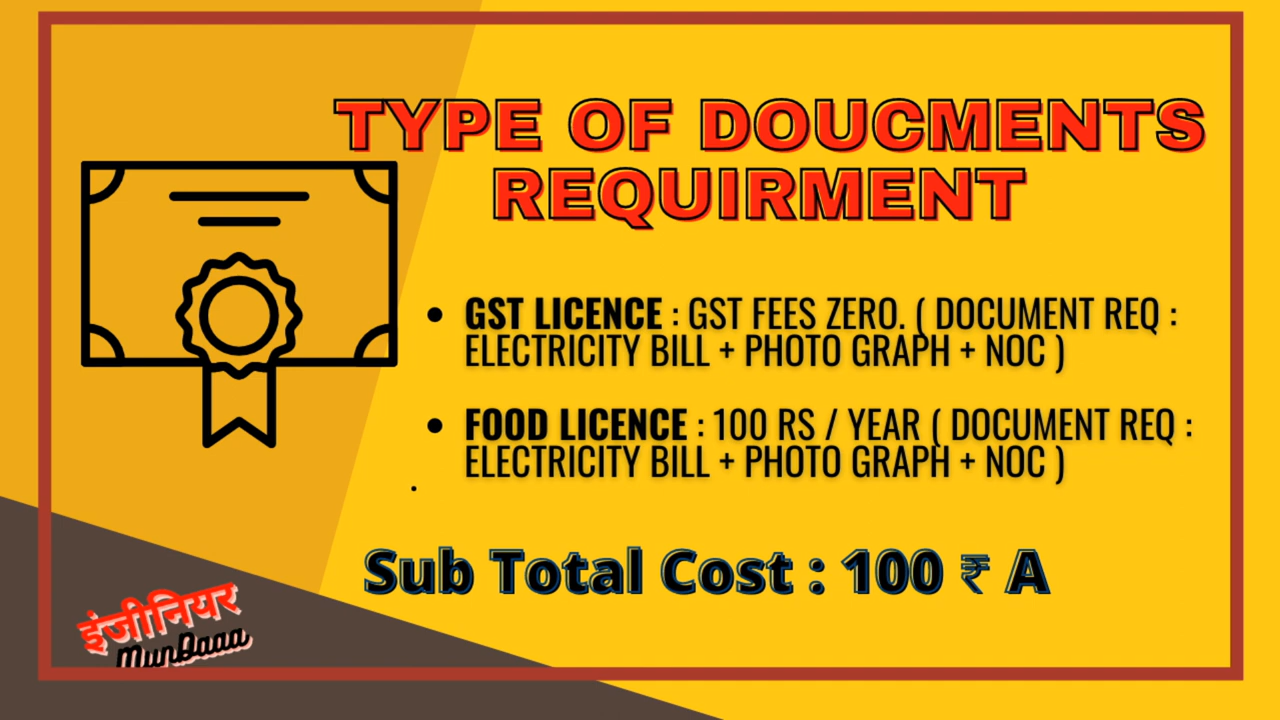 TYPE OF DOUCMENTS
REQUIRMENT
• GST LICENCE : GST FEES ZERO. ( DOCUMENT REQ :
ELECTRICITY BILL + PHOTO GRAPH + NOC )
• FOOD LICENCE : 100 RS / YEAR ( DOCUMENT REQ :
ELECTRICITY BILL + PHOTO GRAPH + NOC )
.
Sub Total Cost : 100 ₹ A
इंजीनियर
MunDaaa